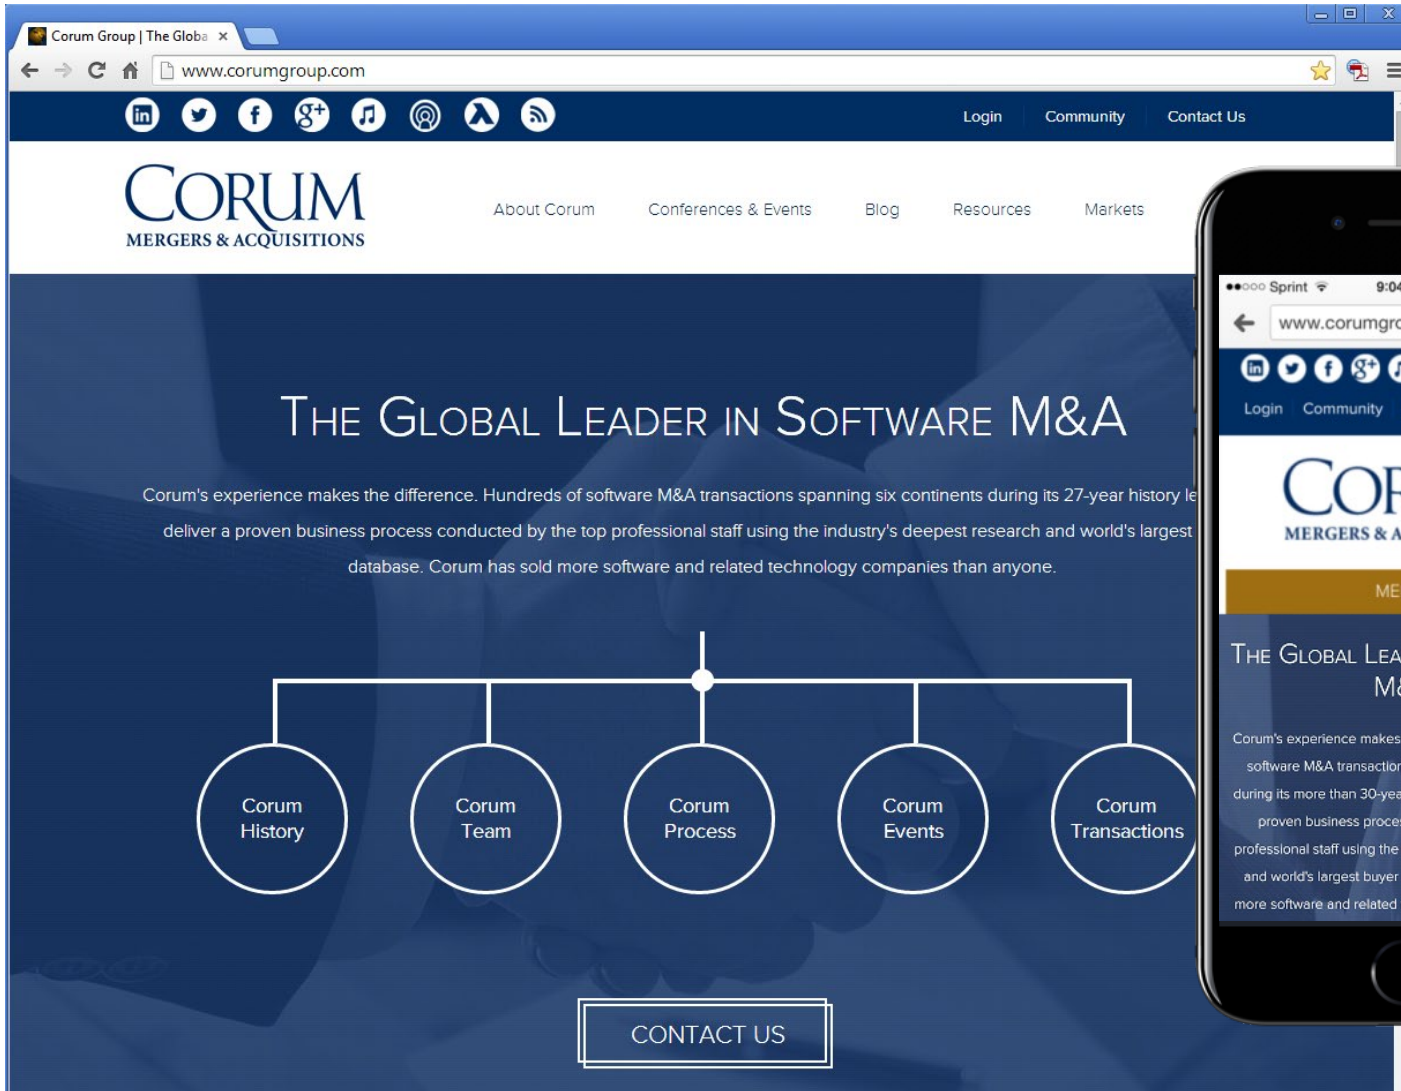 Corum Group | The Globa
www.corumgroup.com
Login Community Contact Us
CORUM
MERGERS & ACQUISITIONS
About Corum Conferences & Events Blog Resources Markets
THE GLOBAL LEADER IN SOFTWARE M&A
Corum's experience makes the difference. Hundreds of software M&A transactions spanning six continents during its 27-year history le
deliver a proven business process conducted by the top professional staff using the industry's deepest research and world's largest
database. Corum has sold more software and related technology companies than anyone.
Corum
History
Corum
Team
Corum
Process
Corum
Events
Corum
Transactions
CONTACT US
Sprint 9:04
www.corumgro
Login Community
COR
MERGERS & A
ME
THE GLOBAL LEA
M&
Corum's experience makes
software M&A transaction
during its more than 30-yea
proven business proces
professional staff using the
and world's largest buyer
more software and related